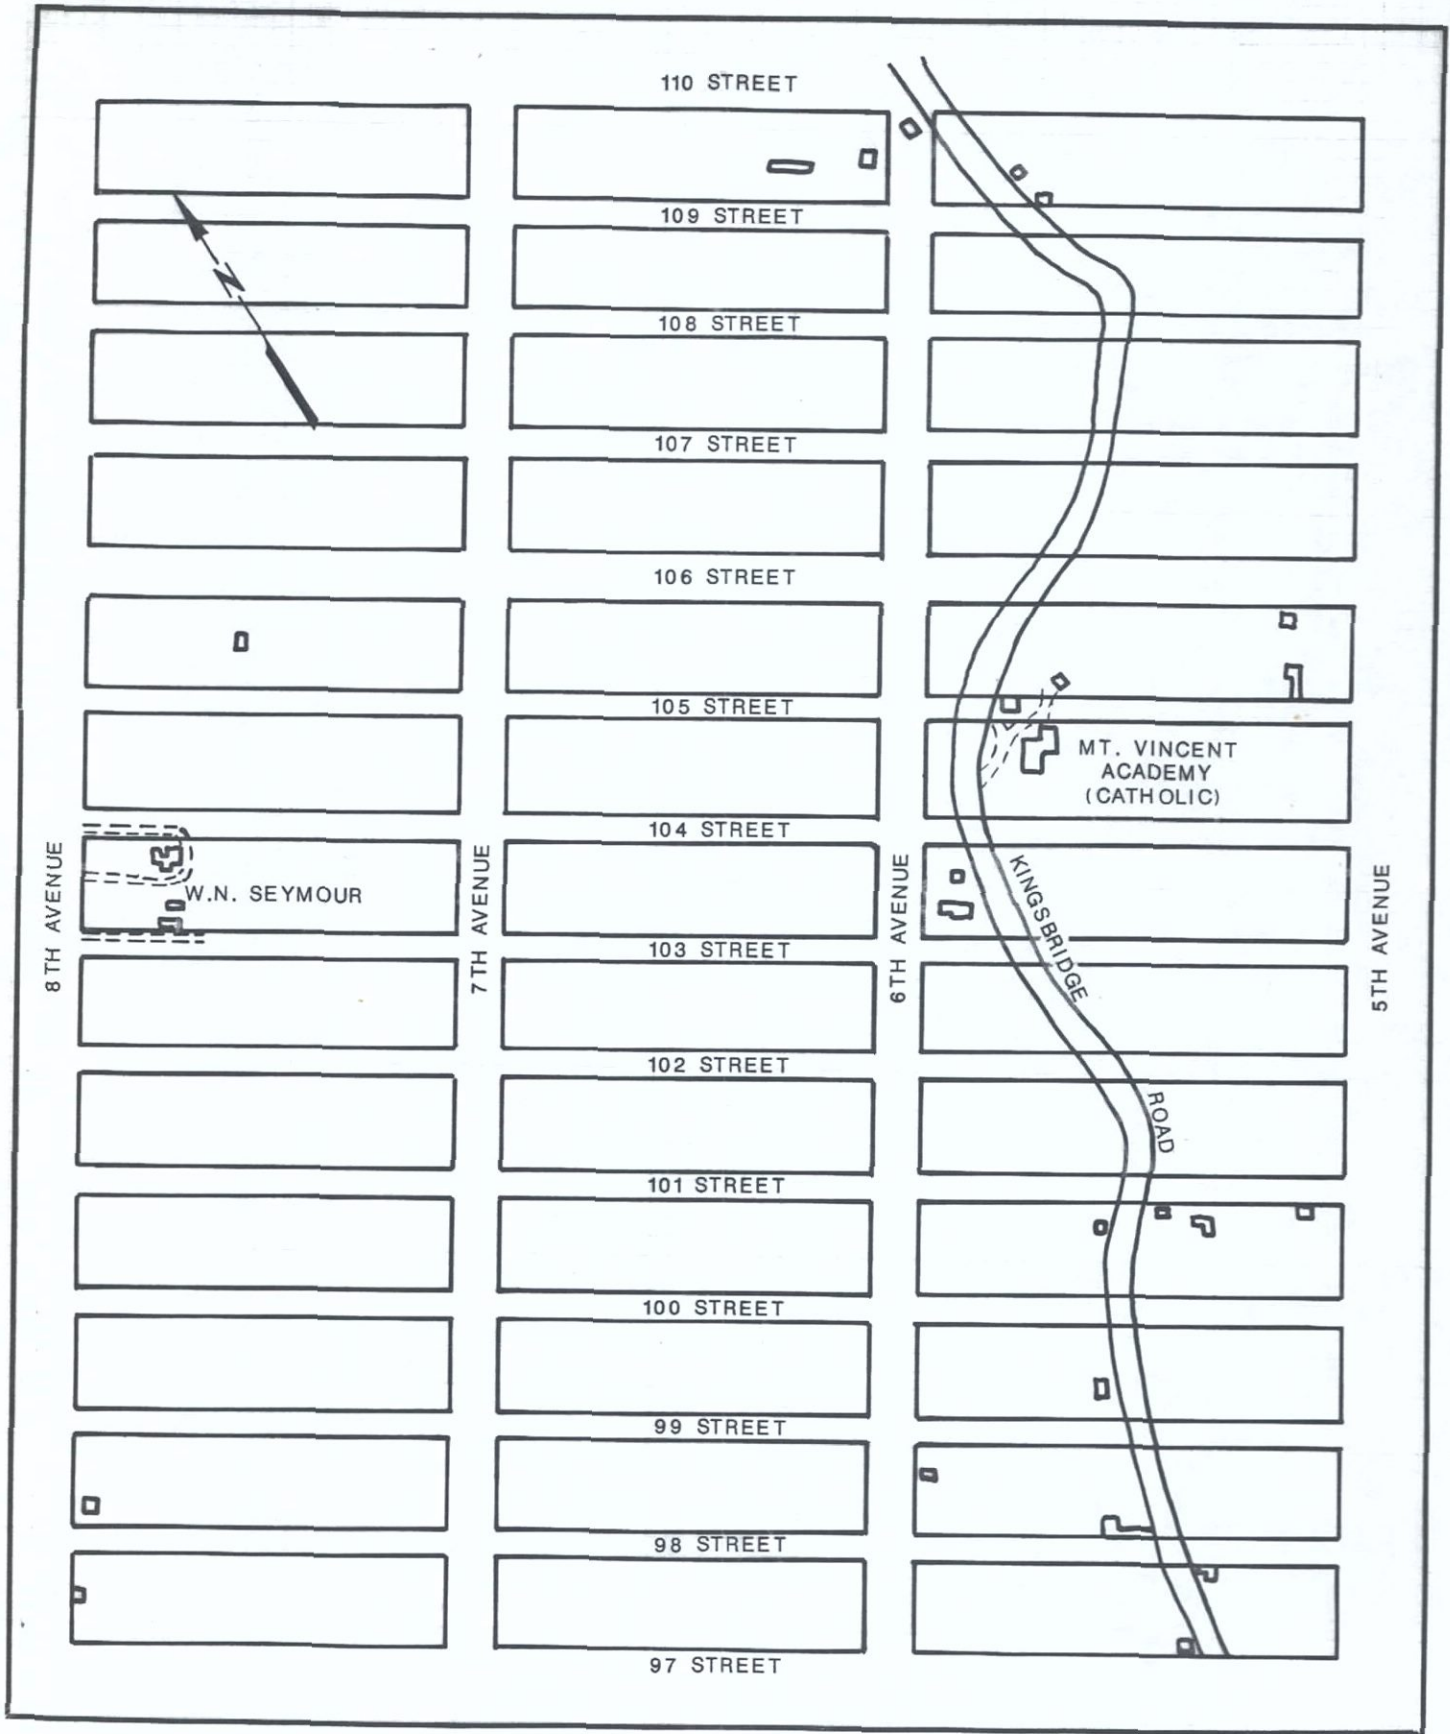 110 STREET
109 STREET
N
108 STREET
107 STREET
106 STREET
105 STREET
MT. VINCENT
ACADEMY
(CATHOLIC)
104 STREET
8TH AVENUE
W.N. SEYMOUR
7TH AVENUE
6TH AVENUE
KINGSBRIDGE
ROAD
5TH AVENUE
103 STREET
102 STREET
101 STREET
100 STREET
99 STREET
98 STREET
97 STREET